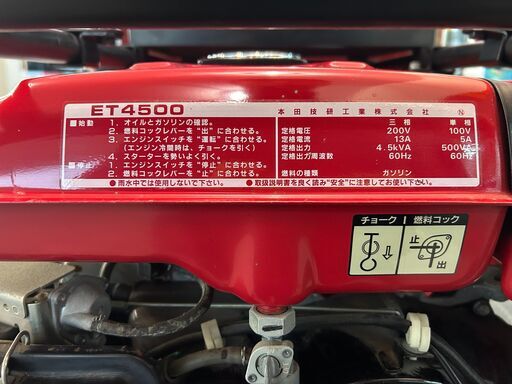 ET4500
本田技研工業株式会社 N
■始動 1. オイルとガソリンの確認。
2. 燃料コックレバーを"出"に合わせる。
3. エンジンスイッチを"運転"に合わせる。
(エンジン冷間時は、チョークを引く)
4. スターターを勢いよく引く。
■停止 1. エンジンスイッチを"停止"に合わせる。
2. 燃料コックレバーを"止"に合わせる。
●雨水中では使用しないで下さい。
三相 単相
定格電圧 200V 100V
定格電流 13A 5A
定格出力 4.5kVA 500VA
定格出力周波数 60Hz 60Hz
燃料の種類 ガソリン
●取扱説明書を良く読み"安全"に注意してお使い下さい。
チョーク 燃料コック
止
出